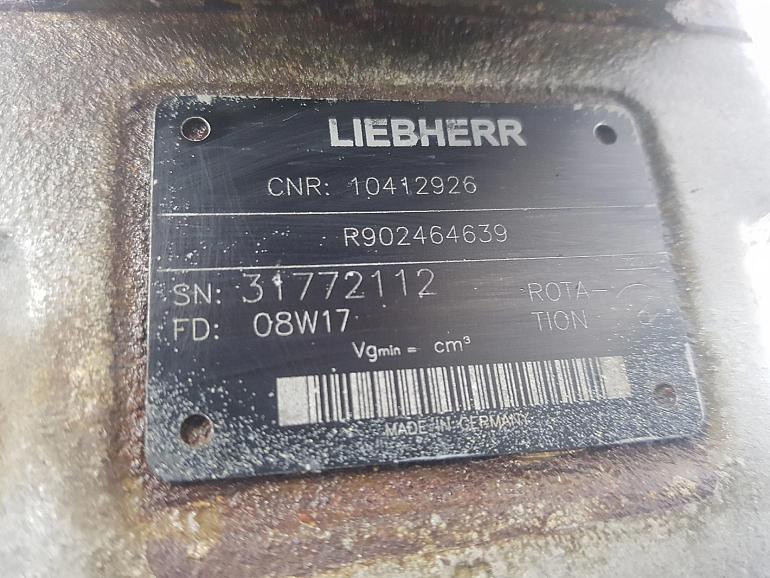 LIEBHERR
CNR: 10412926
R902464639
SN: 31772112
FD: 08W17
ROTA-
TION
Vgmin = cm³
MADE IN GERMANY